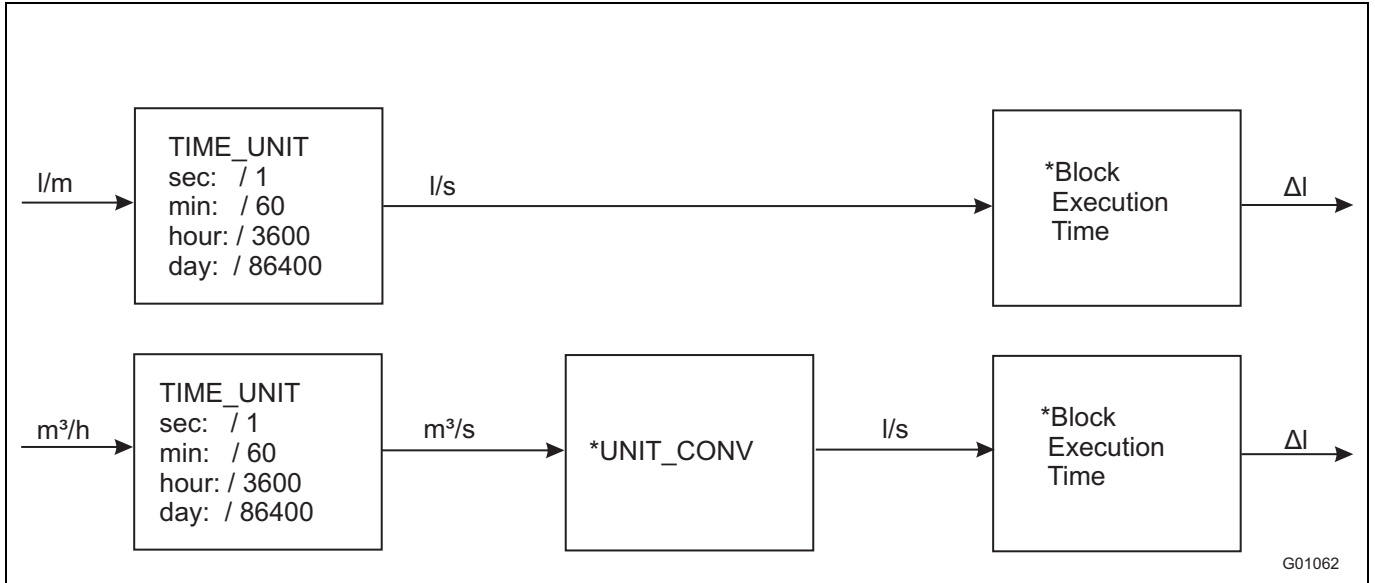 l/m
TIME_UNIT
sec: / 1
min: / 60
hour: / 3600
day: / 86400
l/s
*Block
Execution
Time
Δl
m³/h
TIME_UNIT
sec: / 1
min: / 60
hour: / 3600
day: / 86400
m³/s
*UNIT_CONV
l/s
*Block
Execution
Time
Δl
G01062